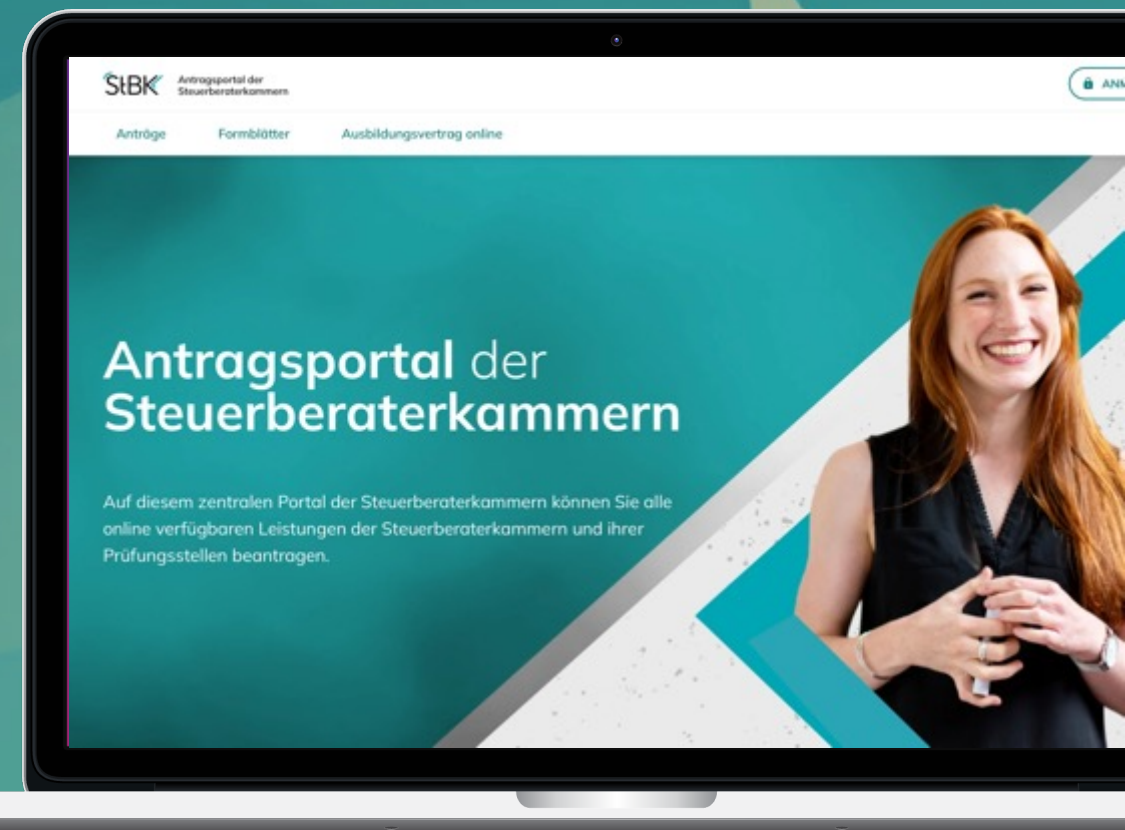 StBK
Antragsportal der
Steuerberaterkammern
ANM
Anträge Formblätter Ausbildungsvertrag online
Antragsportal der
Steuerberaterkammern
Auf diesem zentralen Portal der Steuerberaterkammern können Sie alle
online verfügbaren Leistungen der Steuerberaterkammern und ihrer
Prüfungsstellen beantragen.